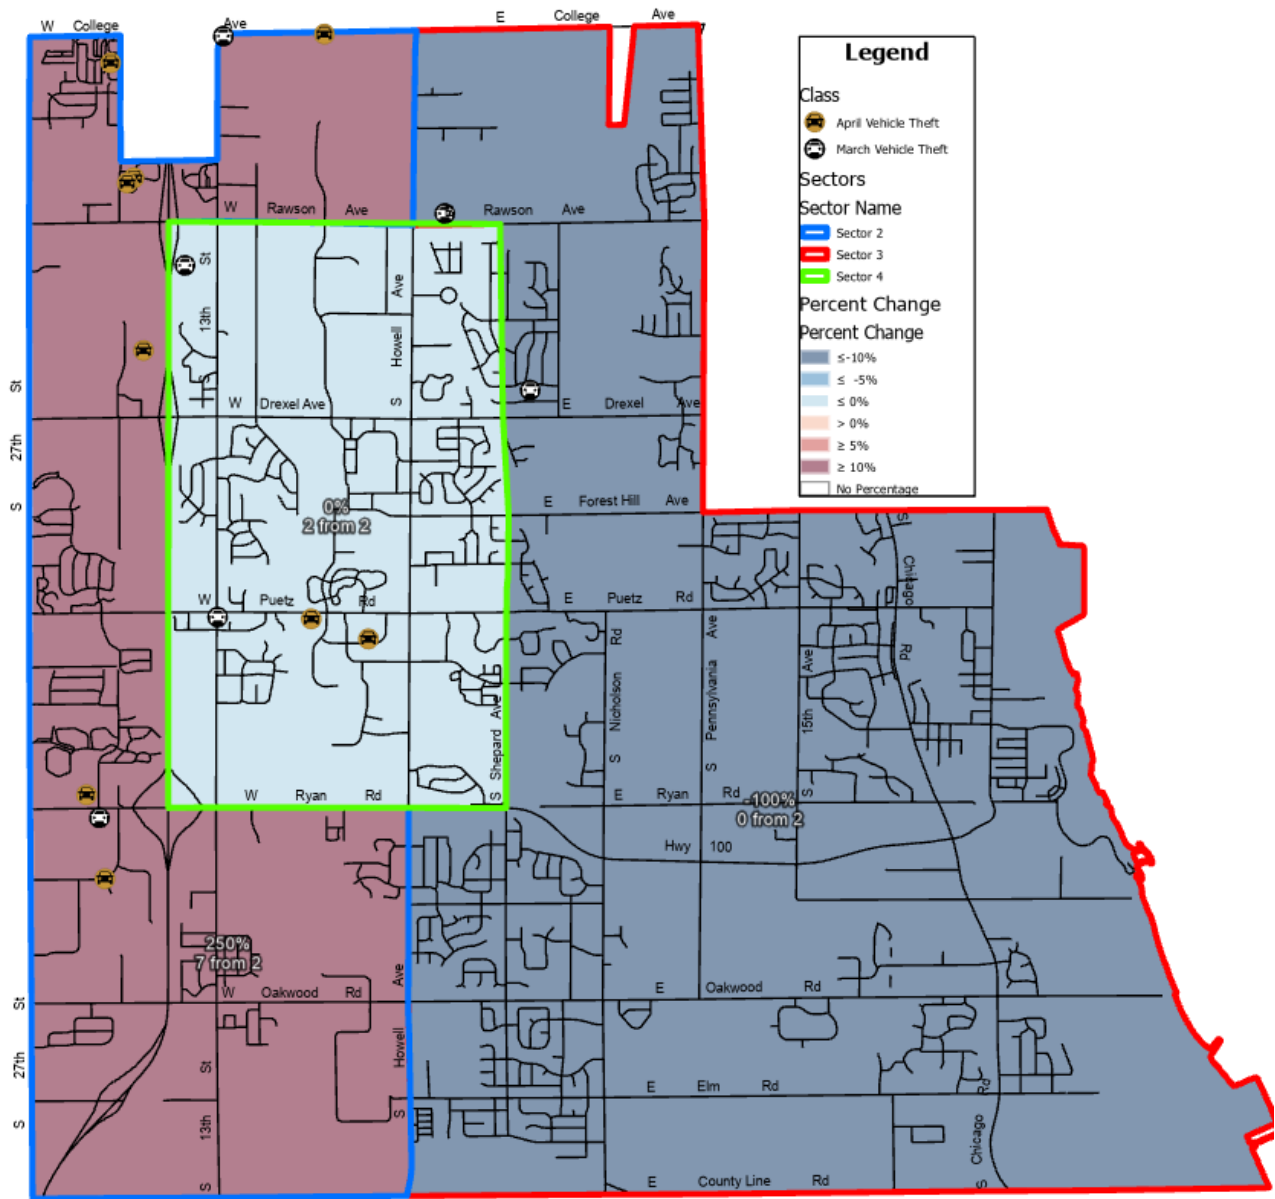 W College Ave
E College Ave
Legend
Class
April Vehicle Theft
March Vehicle Theft
Sectors
Sector Name
Sector 2
Sector 3
Sector 4
Percent Change
Percent Change
≤-10%
≤ -5%
≤ 0%
> 0%
≥ 5%
≥ 10%
No Percentage
W Rawson Ave
Rawson Ave
S 13th St
S Howell Ave
S 27th St
W Drexel Ave
E Drexel Ave
E Forest Hill Ave
0%
2 from 2
W Puetz Rd
E Puetz Rd
S Chicago Rd
S Nicholson Rd
S Pennsylvania Ave
S 15th Ave
S Shepard Ave
W Ryan Rd
E Ryan Rd
-100%
0 from 2
Hwy 100
250%
7 from 2
W Oakwood Rd
E Oakwood Rd
S 27th St
S 13th St
S Howell Ave
E Elm Rd
S Chicago Rd
E County Line Rd